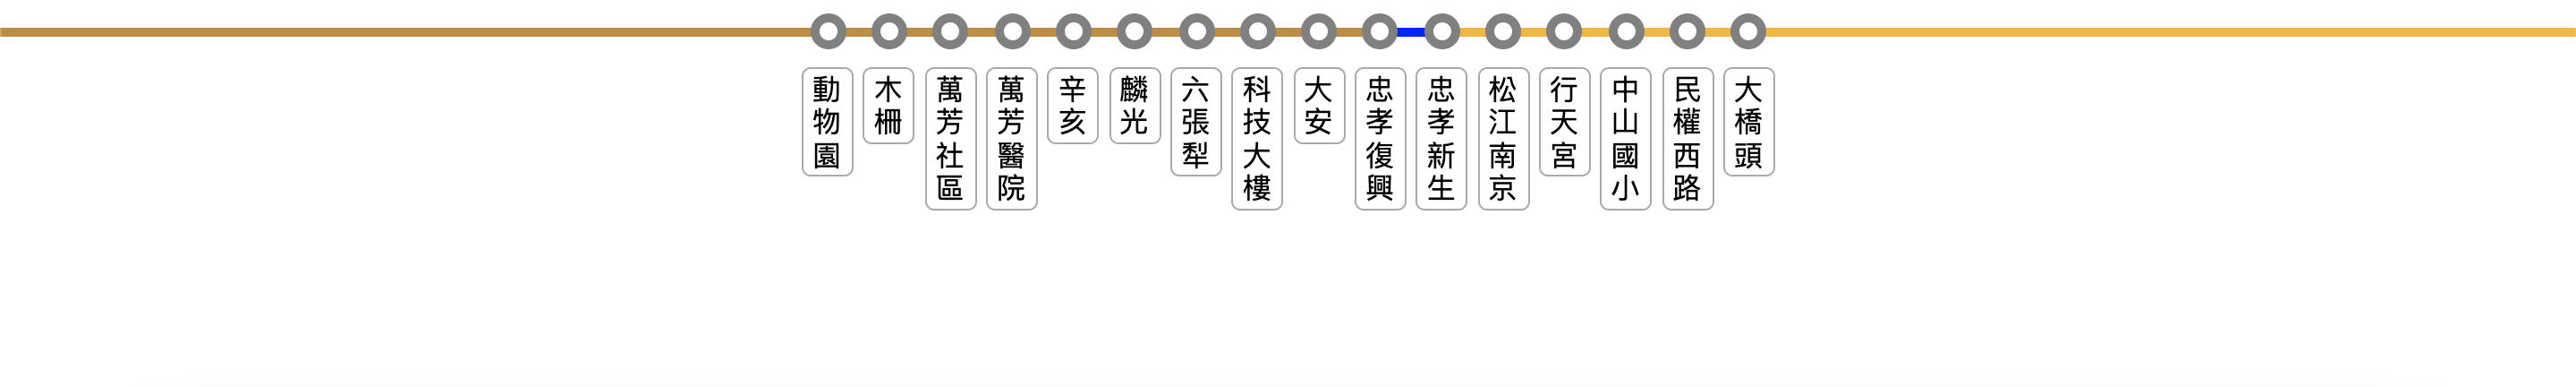 動物園
木柵
萬芳社區
萬芳醫院
辛亥
麟光
六張犁
科技大樓
大安
忠孝復興
忠孝新生
松江南京
行天宮
中山國小
民權西路
大橋頭